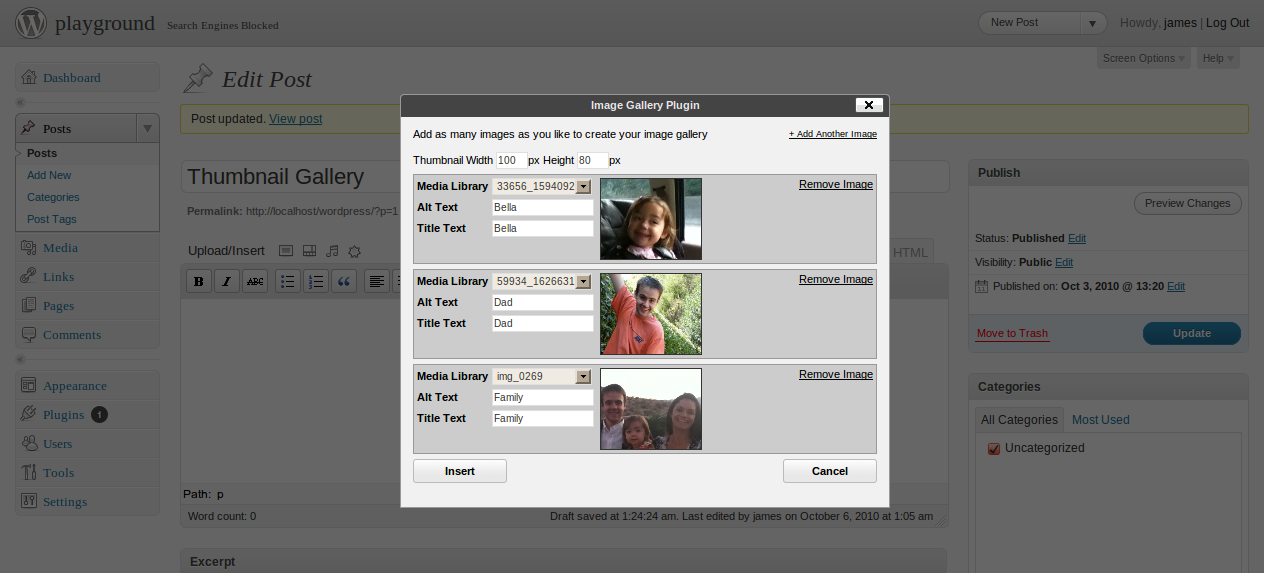 playground Search Engines Blocked
New Post
Howdy, james | Log Out
Screen Options
Help
Dashboard
Posts
Posts
Add New
Categories
Post Tags
Media
Links
Pages
Comments
Appearance
Plugins 1
Users
Tools
Settings
Edit Post
Post updated. View post
Thumbnail Gallery
Permalink: http://localhost/wordpress/?p=1
Upload/Insert
HTML
B I ABC
Path: p
Word count: 0
Draft saved at 1:24:24 am. Last edited by james on October 6, 2010 at 1:05 am
Excerpt
Image Gallery Plugin X
Add as many images as you like to create your image gallery
+ Add Another Image
Thumbnail Width 100 px Height 80 px
Media Library 33656_1594092
Remove Image
Alt Text Bella
Title Text Bella
Media Library 59934_1626631
Remove Image
Alt Text Dad
Title Text Dad
Media Library img_0269
Remove Image
Alt Text Family
Title Text Family
Insert
Cancel
Publish
Preview Changes
Status: Published Edit
Visibility: Public Edit
Published on: Oct 3, 2010 @ 13:20 Edit
Move to Trash
Update
Categories
All Categories
Most Used
Uncategorized